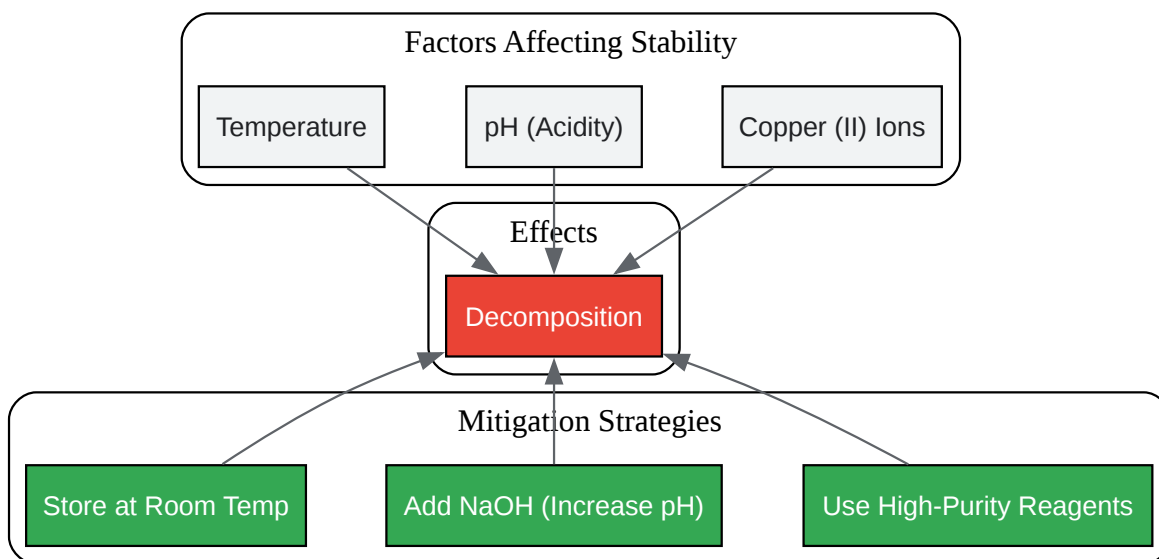 Factors Affecting Stability
Temperature
pH (Acidity)
Copper (II) Ions
Effects
Decomposition
Mitigation Strategies
Store at Room Temp
Add NaOH (Increase pH)
Use High-Purity Reagents